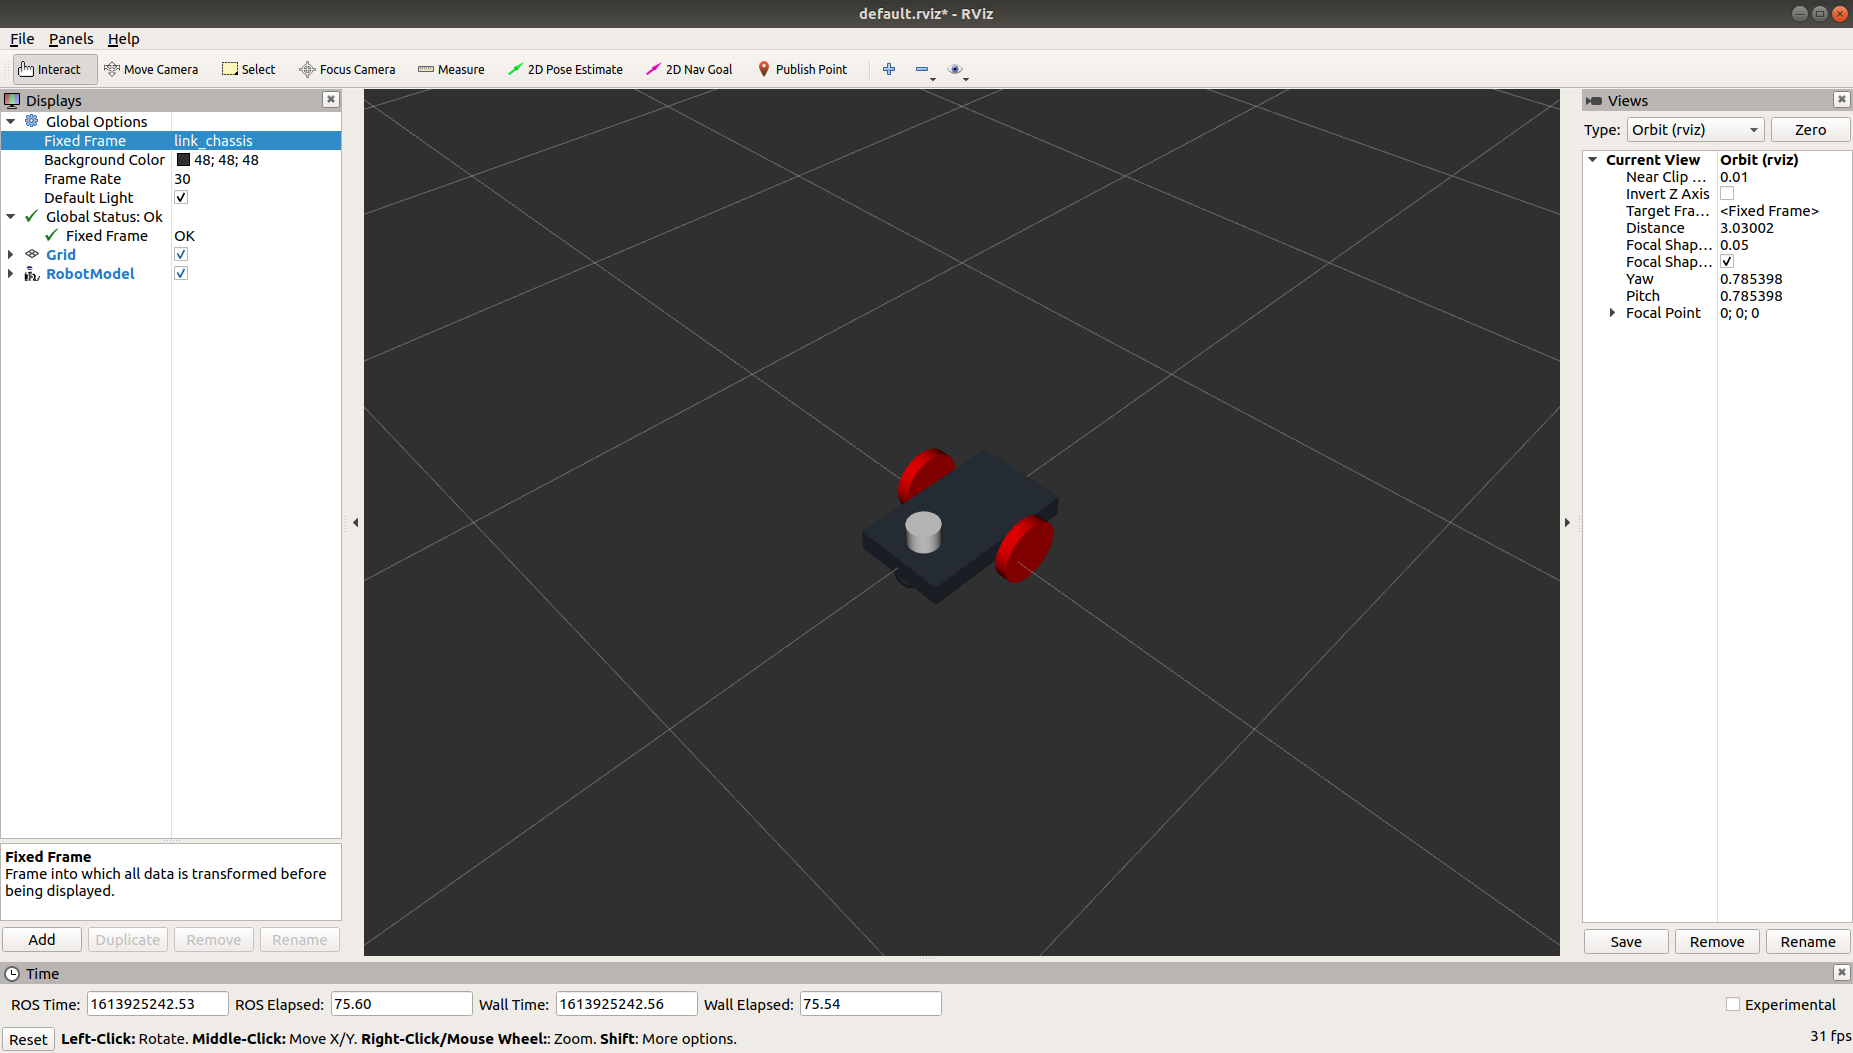 default.rviz* - RViz
File Panels Help
Interact Move Camera Select Focus Camera Measure 2D Pose Estimate 2D Nav Goal Publish Point
Displays
Global Options
Fixed Frame link_chassis
Background Color 48; 48; 48
Frame Rate 30
Default Light
Global Status: Ok
Fixed Frame OK
Grid
RobotModel
Fixed Frame
Frame into which all data is transformed before
being displayed.
Add Duplicate Remove Rename
Views
Type: Orbit (rviz) Zero
Current View Orbit (rviz)
Near Clip ... 0.01
Invert Z Axis
Target Fra... <Fixed Frame>
Distance 3.03002
Focal Shap... 0.05
Focal Shap...
Yaw 0.785398
Pitch 0.785398
Focal Point 0; 0; 0
Save Remove Rename
Time
ROS Time: 1613925242.53 ROS Elapsed: 75.60 Wall Time: 1613925242.56 Wall Elapsed: 75.54 Experimental
Reset Left-Click: Rotate. Middle-Click: Move X/Y. Right-Click/Mouse Wheel:: Zoom. Shift: More options. 31 fps